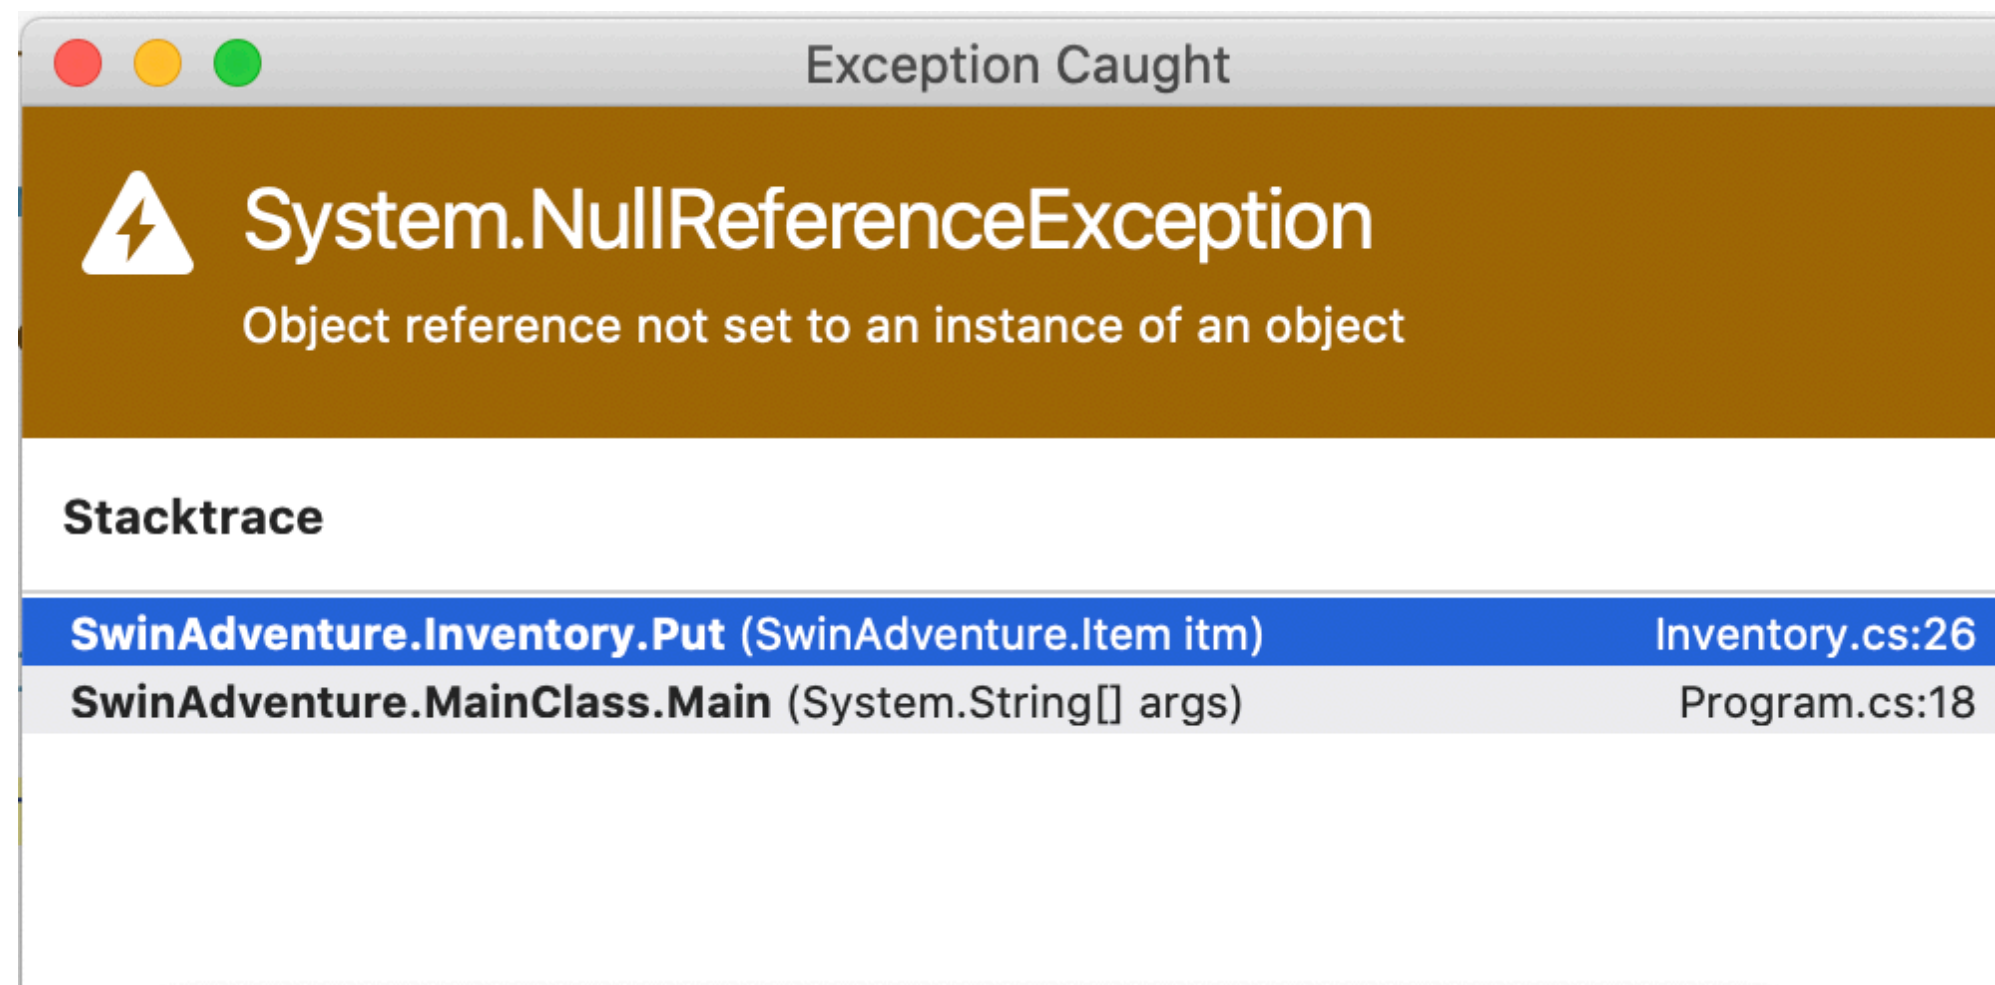 Exception Caught
System.NullReferenceException
Object reference not set to an instance of an object
Stacktrace
SwinAdventure.Inventory.Put (SwinAdventure.Item itm) Inventory.cs:26
SwinAdventure.MainClass.Main (System.String[] args) Program.cs:18